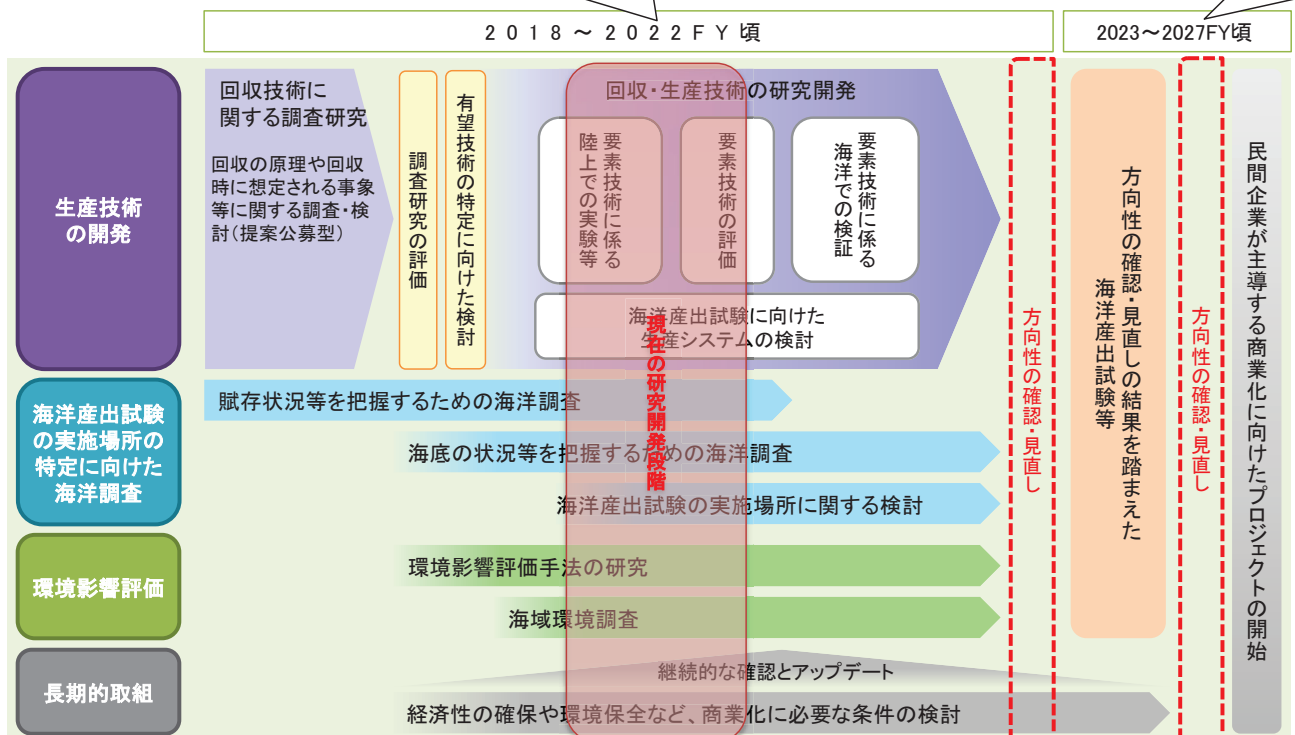 2018～2022FY頃
2023～2027FY頃
生産技術
の開発
回収技術に
関する調査研究
回収の原理や回収
時に想定される事象
等に関する調査・検
討(提案公募型)
調査研究の評価
有望技術の特定に向けた検討
回収・生産技術の研究開発
要素技術に係る
陸上での実験等
要素技術の評価
要素技術に係る
海洋での検証
海洋産出試験に向けた
生産システムの検討
現在の研究開発段階
方向性の確認・見直し
方向性の確認・見直しの結果を踏まえた
海洋産出試験等
方向性の確認・見直し
民間企業が主導する商業化に向けたプロジェクトの開始
海洋産出試験
の実施場所の
特定に向けた
海洋調査
賦存状況等を把握するための海洋調査
海底の状況等を把握するための海洋調査
海洋産出試験の実施場所に関する検討
環境影響評価
環境影響評価手法の研究
海域環境調査
長期的取組
継続的な確認とアップデート
経済性の確保や環境保全など、商業化に必要な条件の検討